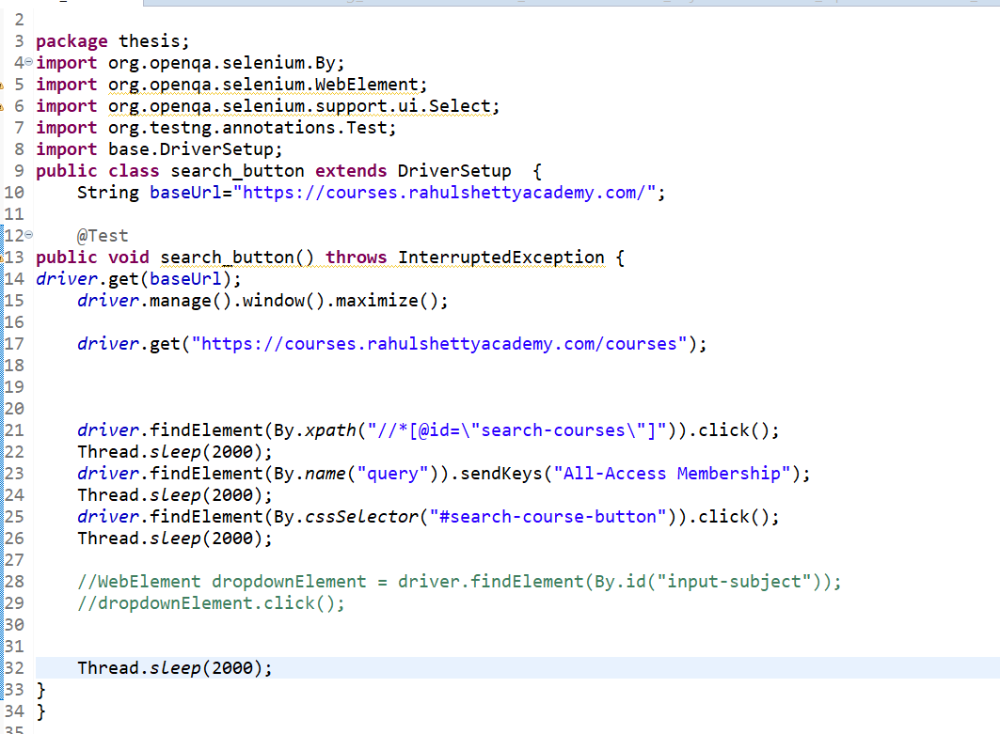 2
3 package thesis;
4 import org.openqa.selenium.By;
5 import org.openqa.selenium.WebElement;
6 import org.openqa.selenium.support.ui.Select;
7 import org.testng.annotations.Test;
8 import base.DriverSetup;
9 public class search_button extends DriverSetup  {
10     String baseUrl="https://courses.rahulshettyacademy.com/";
11
12     @Test
13 public void search_button() throws InterruptedException {
14 driver.get(baseUrl);
15     driver.manage().window().maximize();
16
17     driver.get("https://courses.rahulshettyacademy.com/courses");
18
19
20
21     driver.findElement(By.xpath("//*[@id=\"search-courses\"]")).click();
22     Thread.sleep(2000);
23     driver.findElement(By.name("query")).sendKeys("All-Access Membership");
24     Thread.sleep(2000);
25     driver.findElement(By.cssSelector("#search-course-button")).click();
26     Thread.sleep(2000);
27
28     //WebElement dropdownElement = driver.findElement(By.id("input-subject"));
29     //dropdownElement.click();
30
31
32     Thread.sleep(2000);
33 }
34 }
35